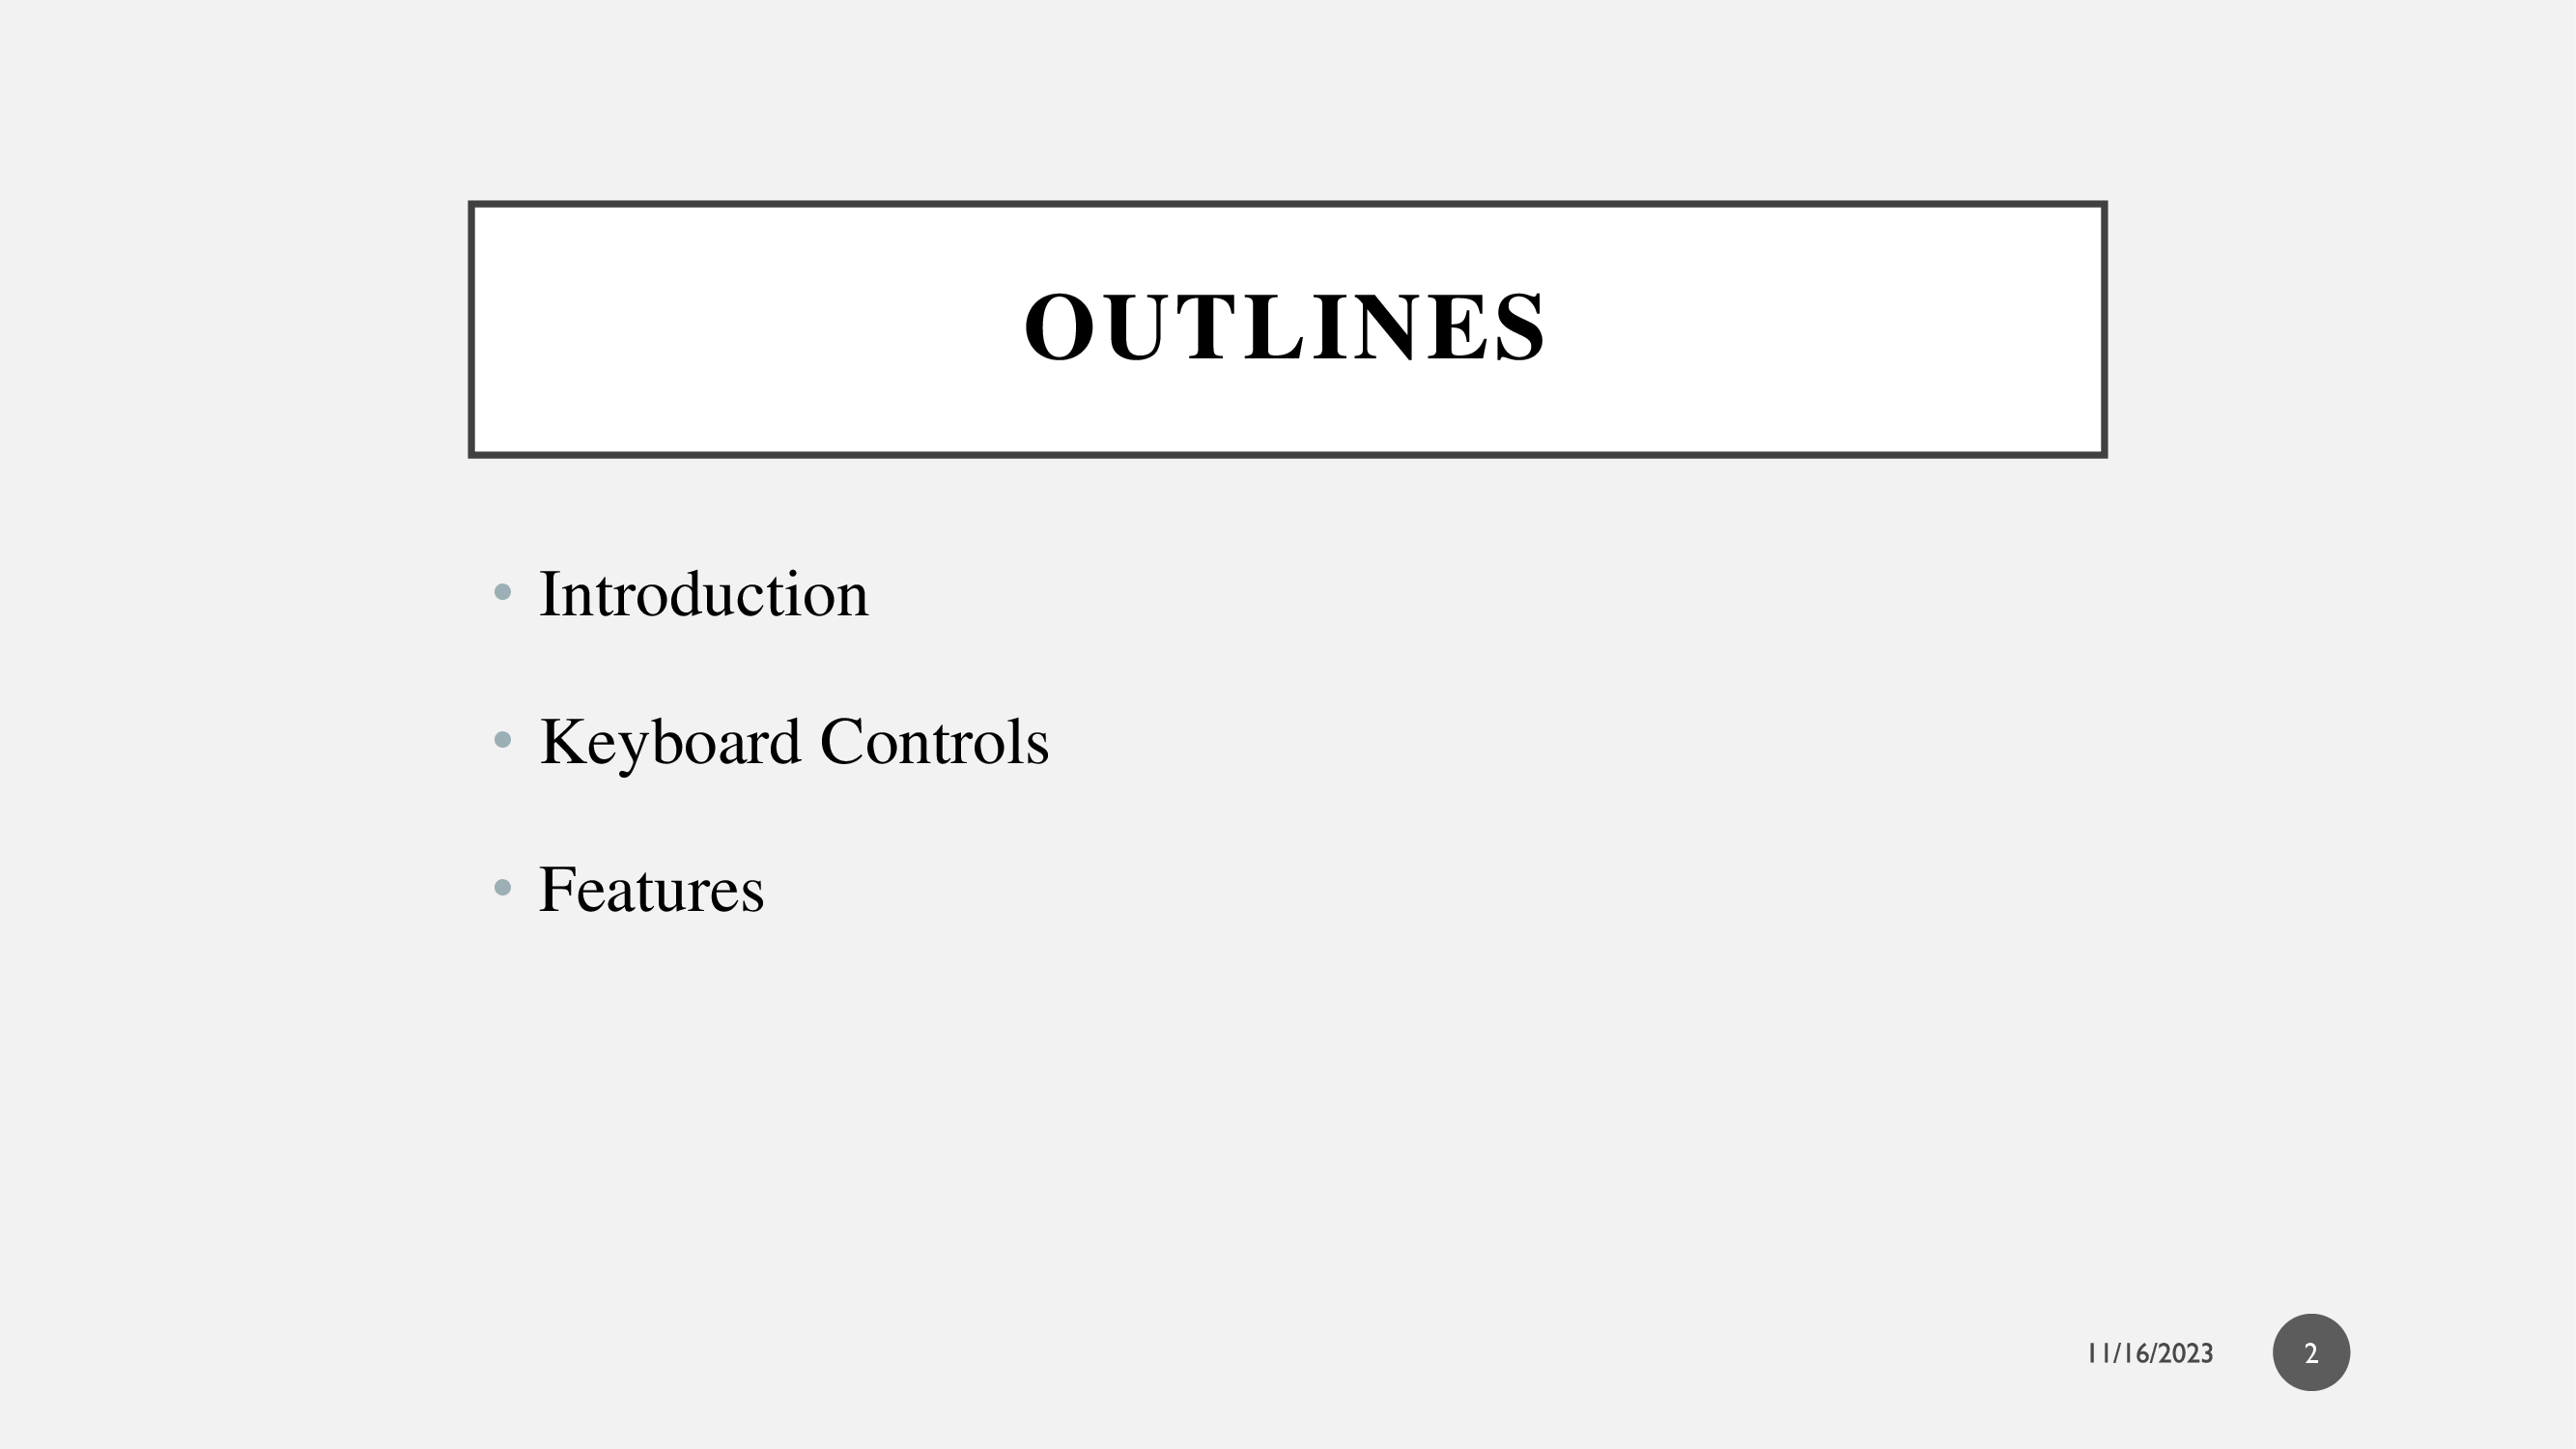 OUTLINES
• Introduction
• Keyboard Controls
• Features
11/16/2023
2